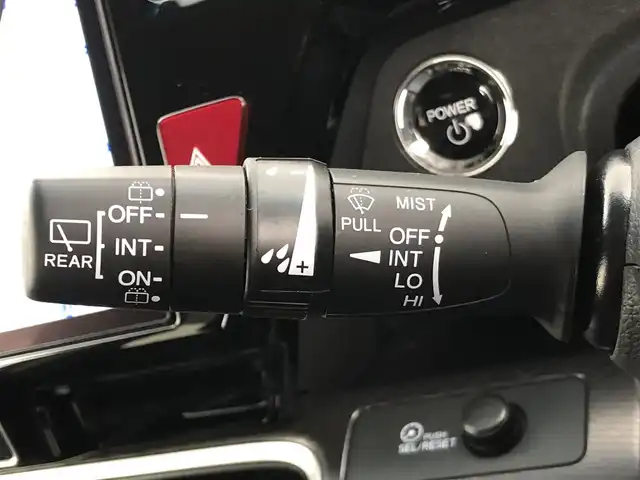 POWER
OFF
INT
REAR
ON
PULL
MIST
OFF
INT
LO
HI
PUSH
SEL/RESET